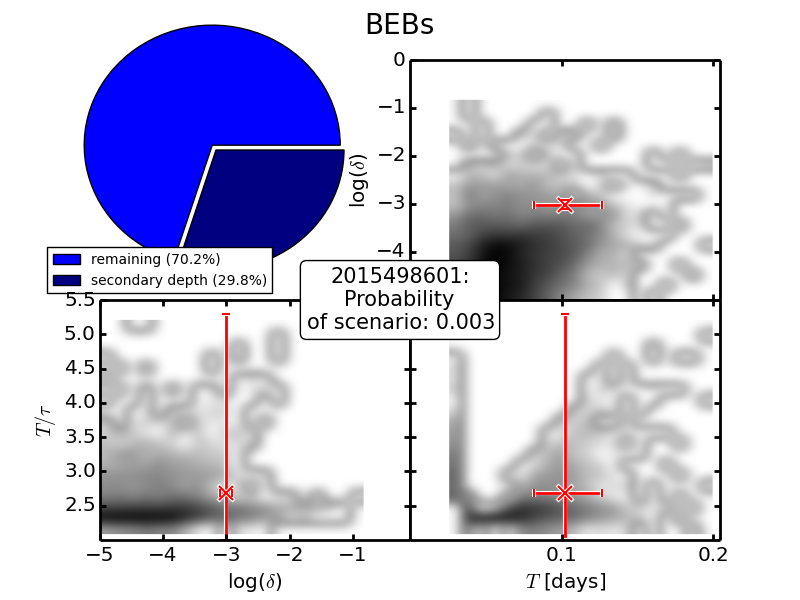 BEBs
remaining (70.2%)
secondary depth (29.8%)
0
−1
−2
−3
−4
log(δ)
2015498601:
Probability
of scenario: 0.003
5.5
5.0
4.5
4.0
3.5
3.0
2.5
T/τ
−5 −4 −3 −2 −1
log(δ)
0.1 0.2
T [days]